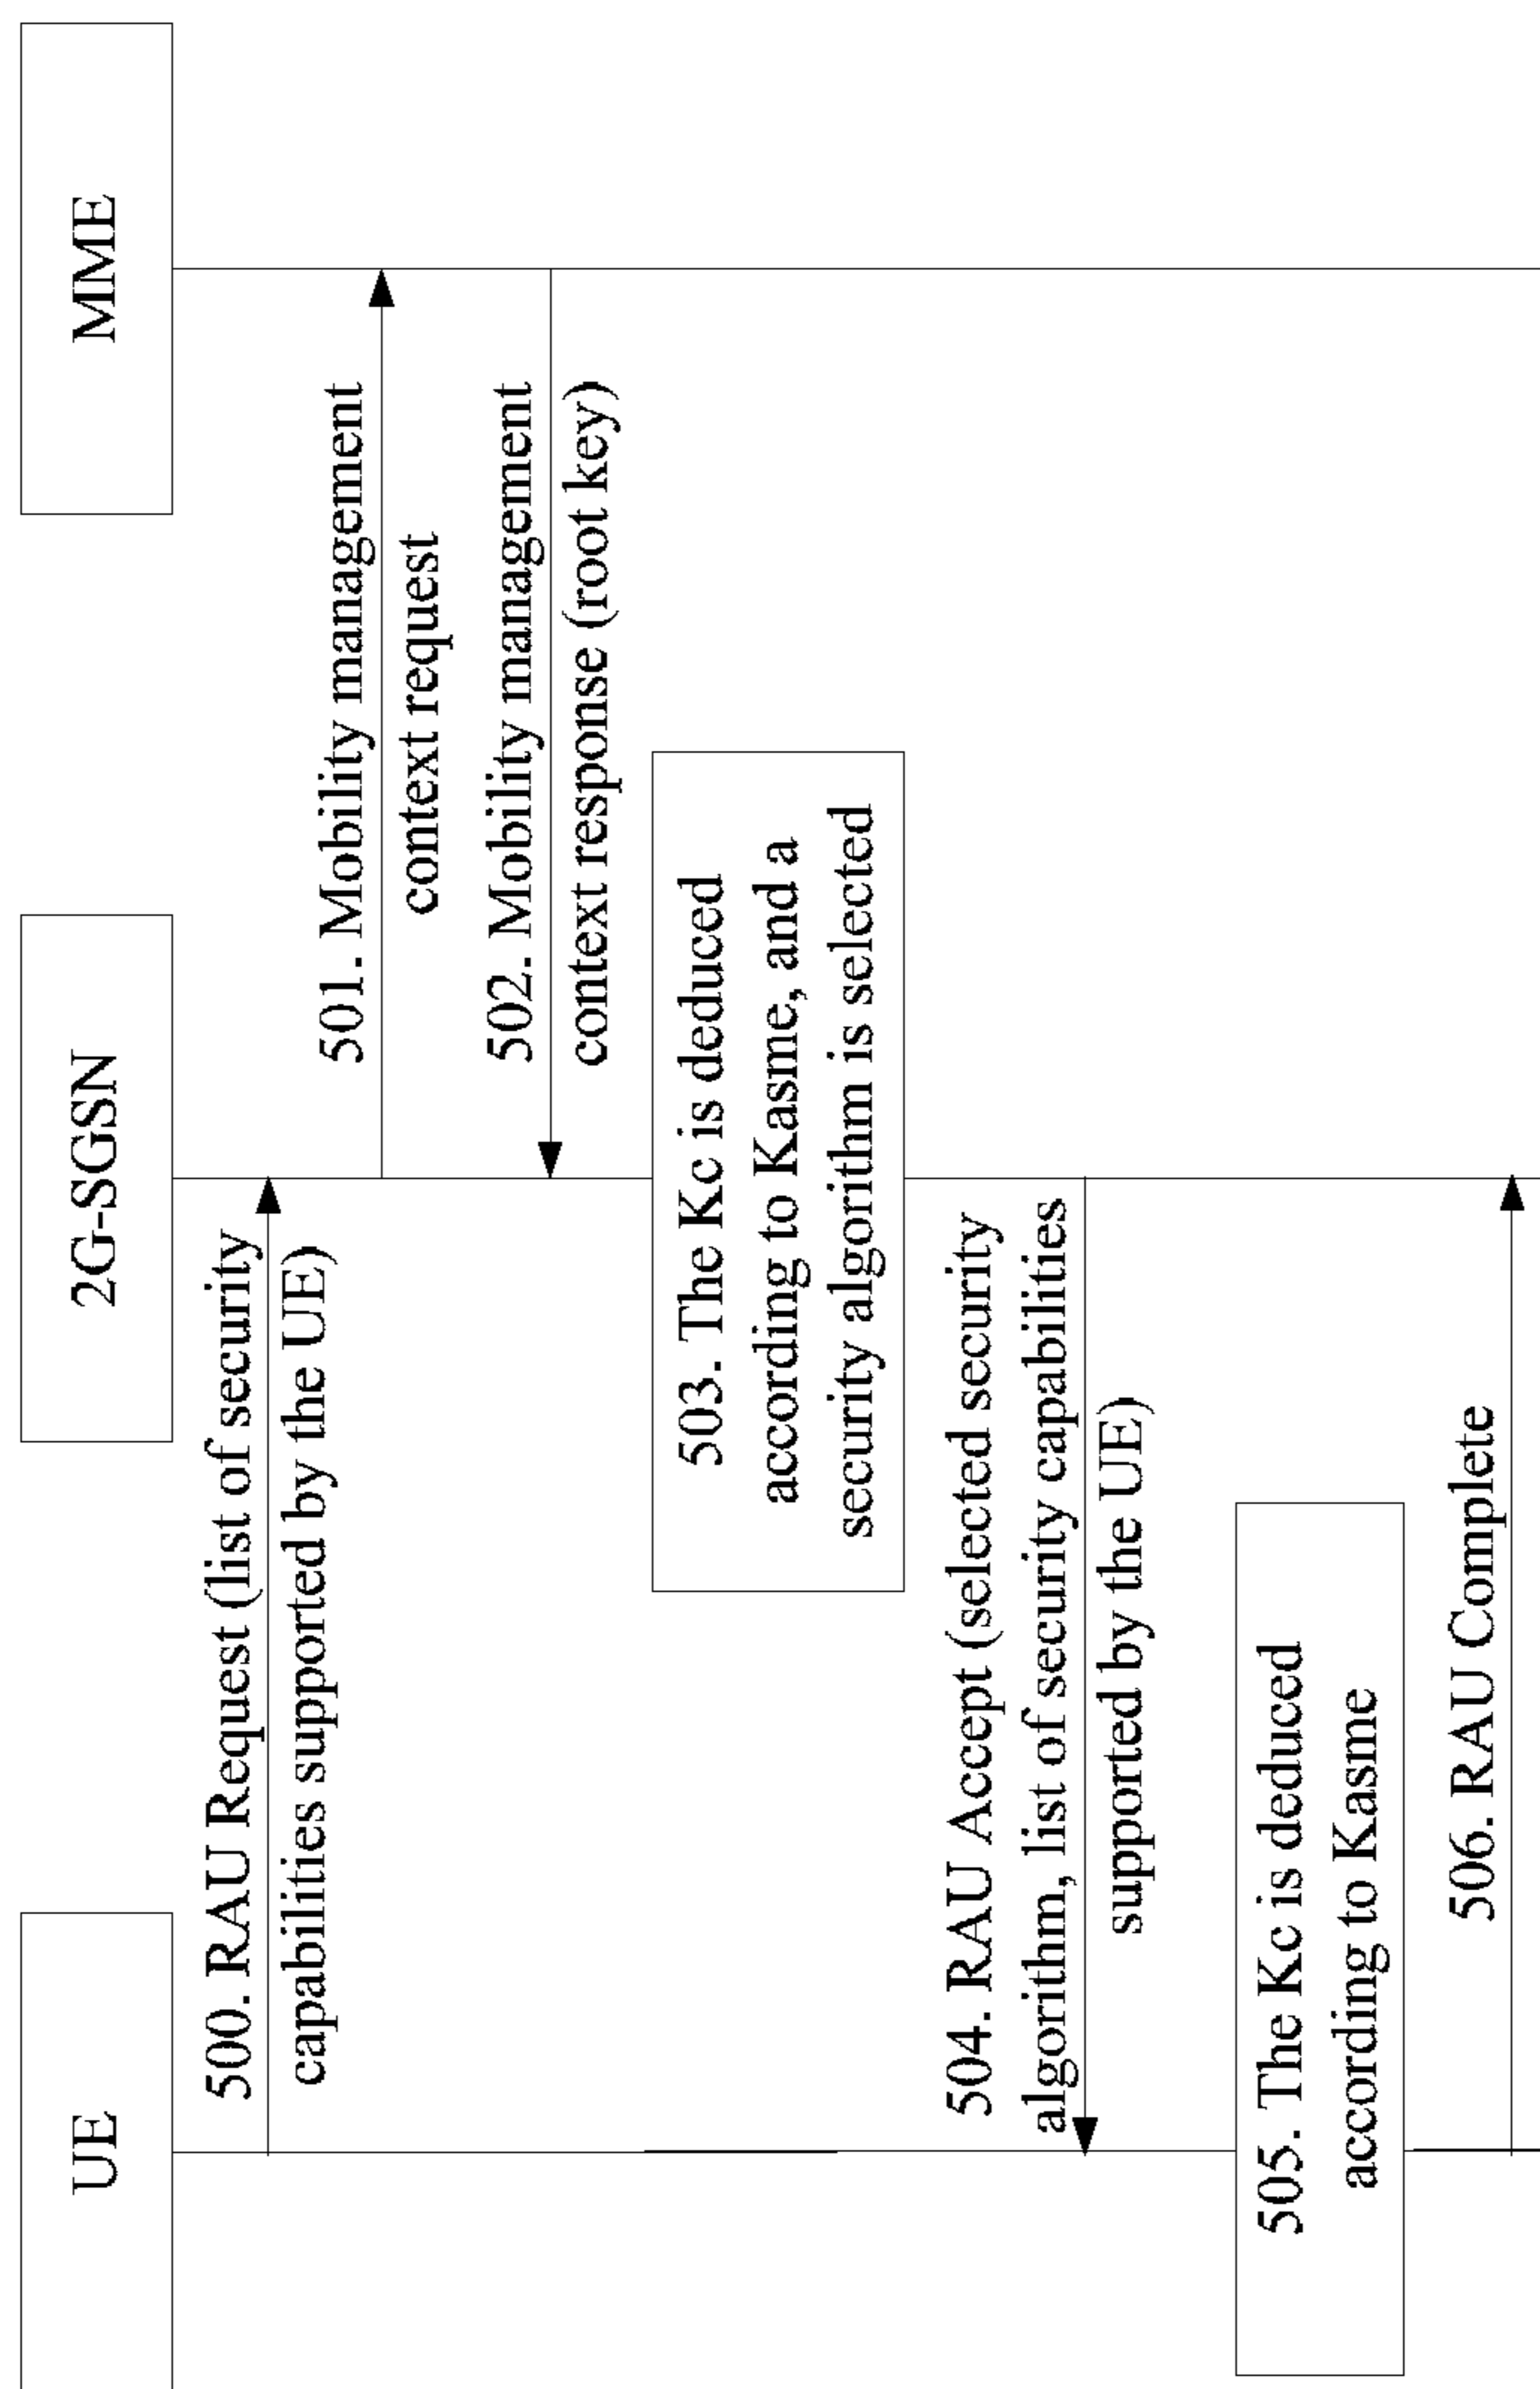 UE
2G-SGSN
MME
500. RAU Request (list of security
capabilities supported by the UE)
501. Mobility management
context request
502. Mobility management
context response (root key)
503. The Kc is deduced
according to Kasme, and a
security algorithm is selected
504. RAU Accept (selected security
algorithm, list of security capabilities
supported by the UE)
505. The Kc is deduced
according to Kasme
506. RAU Complete